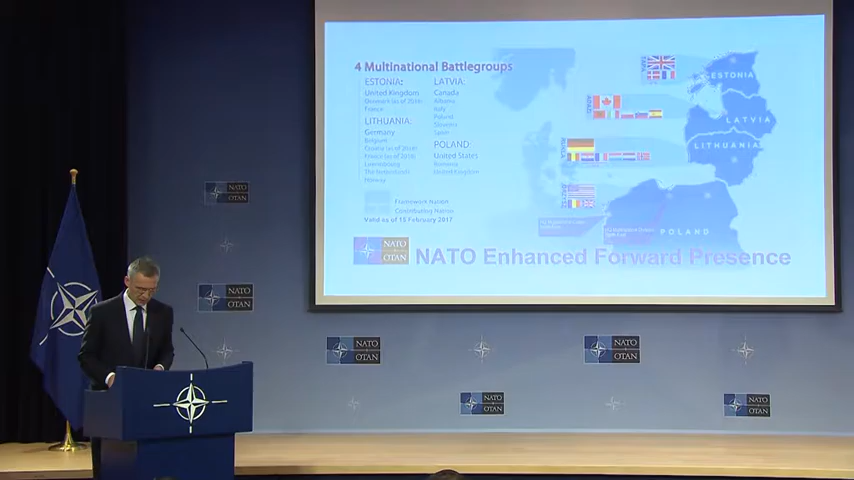 4 Multinational Battlegroups
ESTONIA:
United Kingdom
Denmark (as of 2018)
France
LITHUANIA:
Germany
Belgium
Croatia (as of 2018)
France (as of 2018)
Luxembourg
The Netherlands
Norway
LATVIA:
Canada
Albania
Italy
Poland
Slovenia
Spain
POLAND:
United States
Romania
United Kingdom
Framework Nation
Contributing Nation
Valid as of 15 February 2017
ESTONIA
LATVIA
LITHUANIA
POLAND
NATO
OTAN
NATO Enhanced Forward Presence
NATO
OTAN
NATO
OTAN
NATO
OTAN
NATO
OTAN
NATO
OTAN
NATO
OTAN